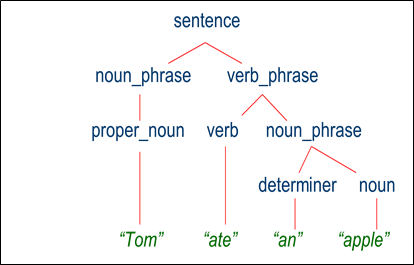 sentence
noun_phrase verb_phrase
proper_noun verb noun_phrase
determiner noun
“Tom” “ate” “an” “apple”